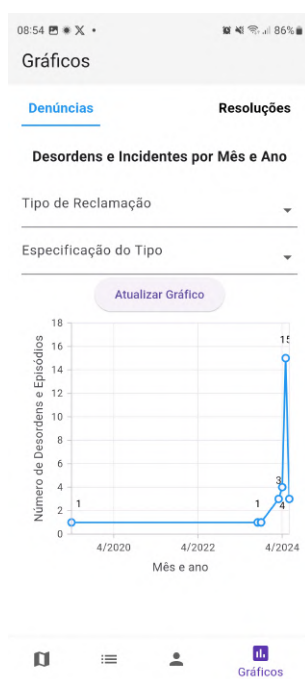 08:54 86%
Gráficos
Denúncias Resoluções
Desordens e Incidentes por Mês e Ano
Tipo de Reclamação
Especificação do Tipo
Atualizar Gráfico
Número de Desordens e Episódios
18
16
14
12
10
8
6
4
2
0
1
1
3
4
15
4/2020 4/2022 4/2024
Mês e ano
Gráficos